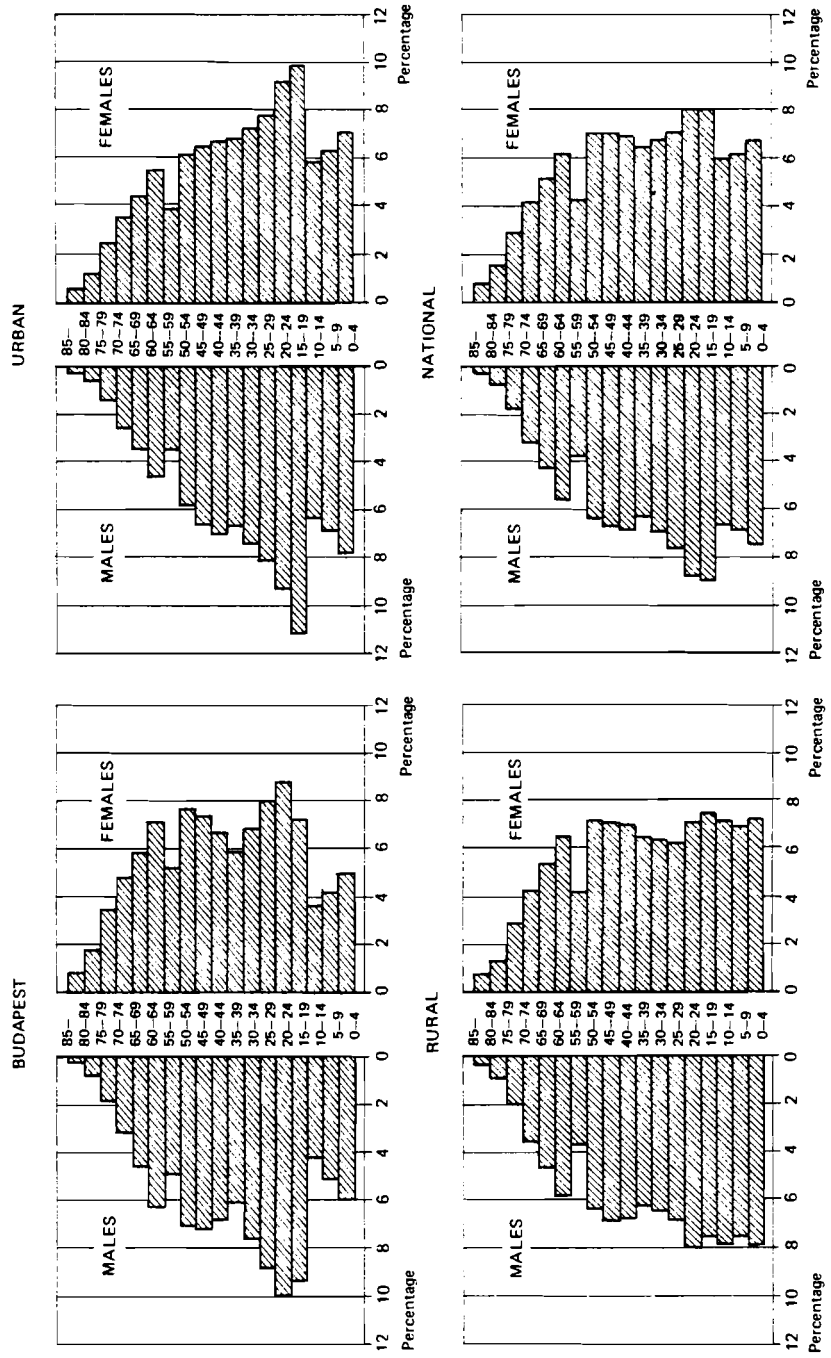 BUDAPEST
MALES
FEMALES
85–
80–84
75–79
70–74
65–69
60–64
55–59
50–54
45–49
40–44
35–39
30–34
25–29
20–24
15–19
10–14
5–9
0–4
12 10 8 6 4 2 0
0 2 4 6 8 10 12
Percentage
Percentage
URBAN
MALES
FEMALES
85–
80–84
75–79
70–74
65–69
60–64
55–59
50–54
45–49
40–44
35–39
30–34
25–29
20–24
15–19
10–14
5–9
0–4
12 10 8 6 4 2 0
0 2 4 6 8 10 12
Percentage
Percentage
RURAL
MALES
FEMALES
85–
80–84
75–79
70–74
65–69
60–64
55–59
50–54
45–49
40–44
35–39
30–34
25–29
20–24
15–19
10–14
5–9
0–4
12 10 8 6 4 2 0
0 2 4 6 8 10 12
Percentage
Percentage
NATIONAL
MALES
FEMALES
85–
80–84
75–79
70–74
65–69
60–64
55–59
50–54
45–49
40–44
35–39
30–34
25–29
20–24
15–19
10–14
5–9
0–4
12 10 8 6 4 2 0
0 2 4 6 8 10 12
Percentage
Percentage